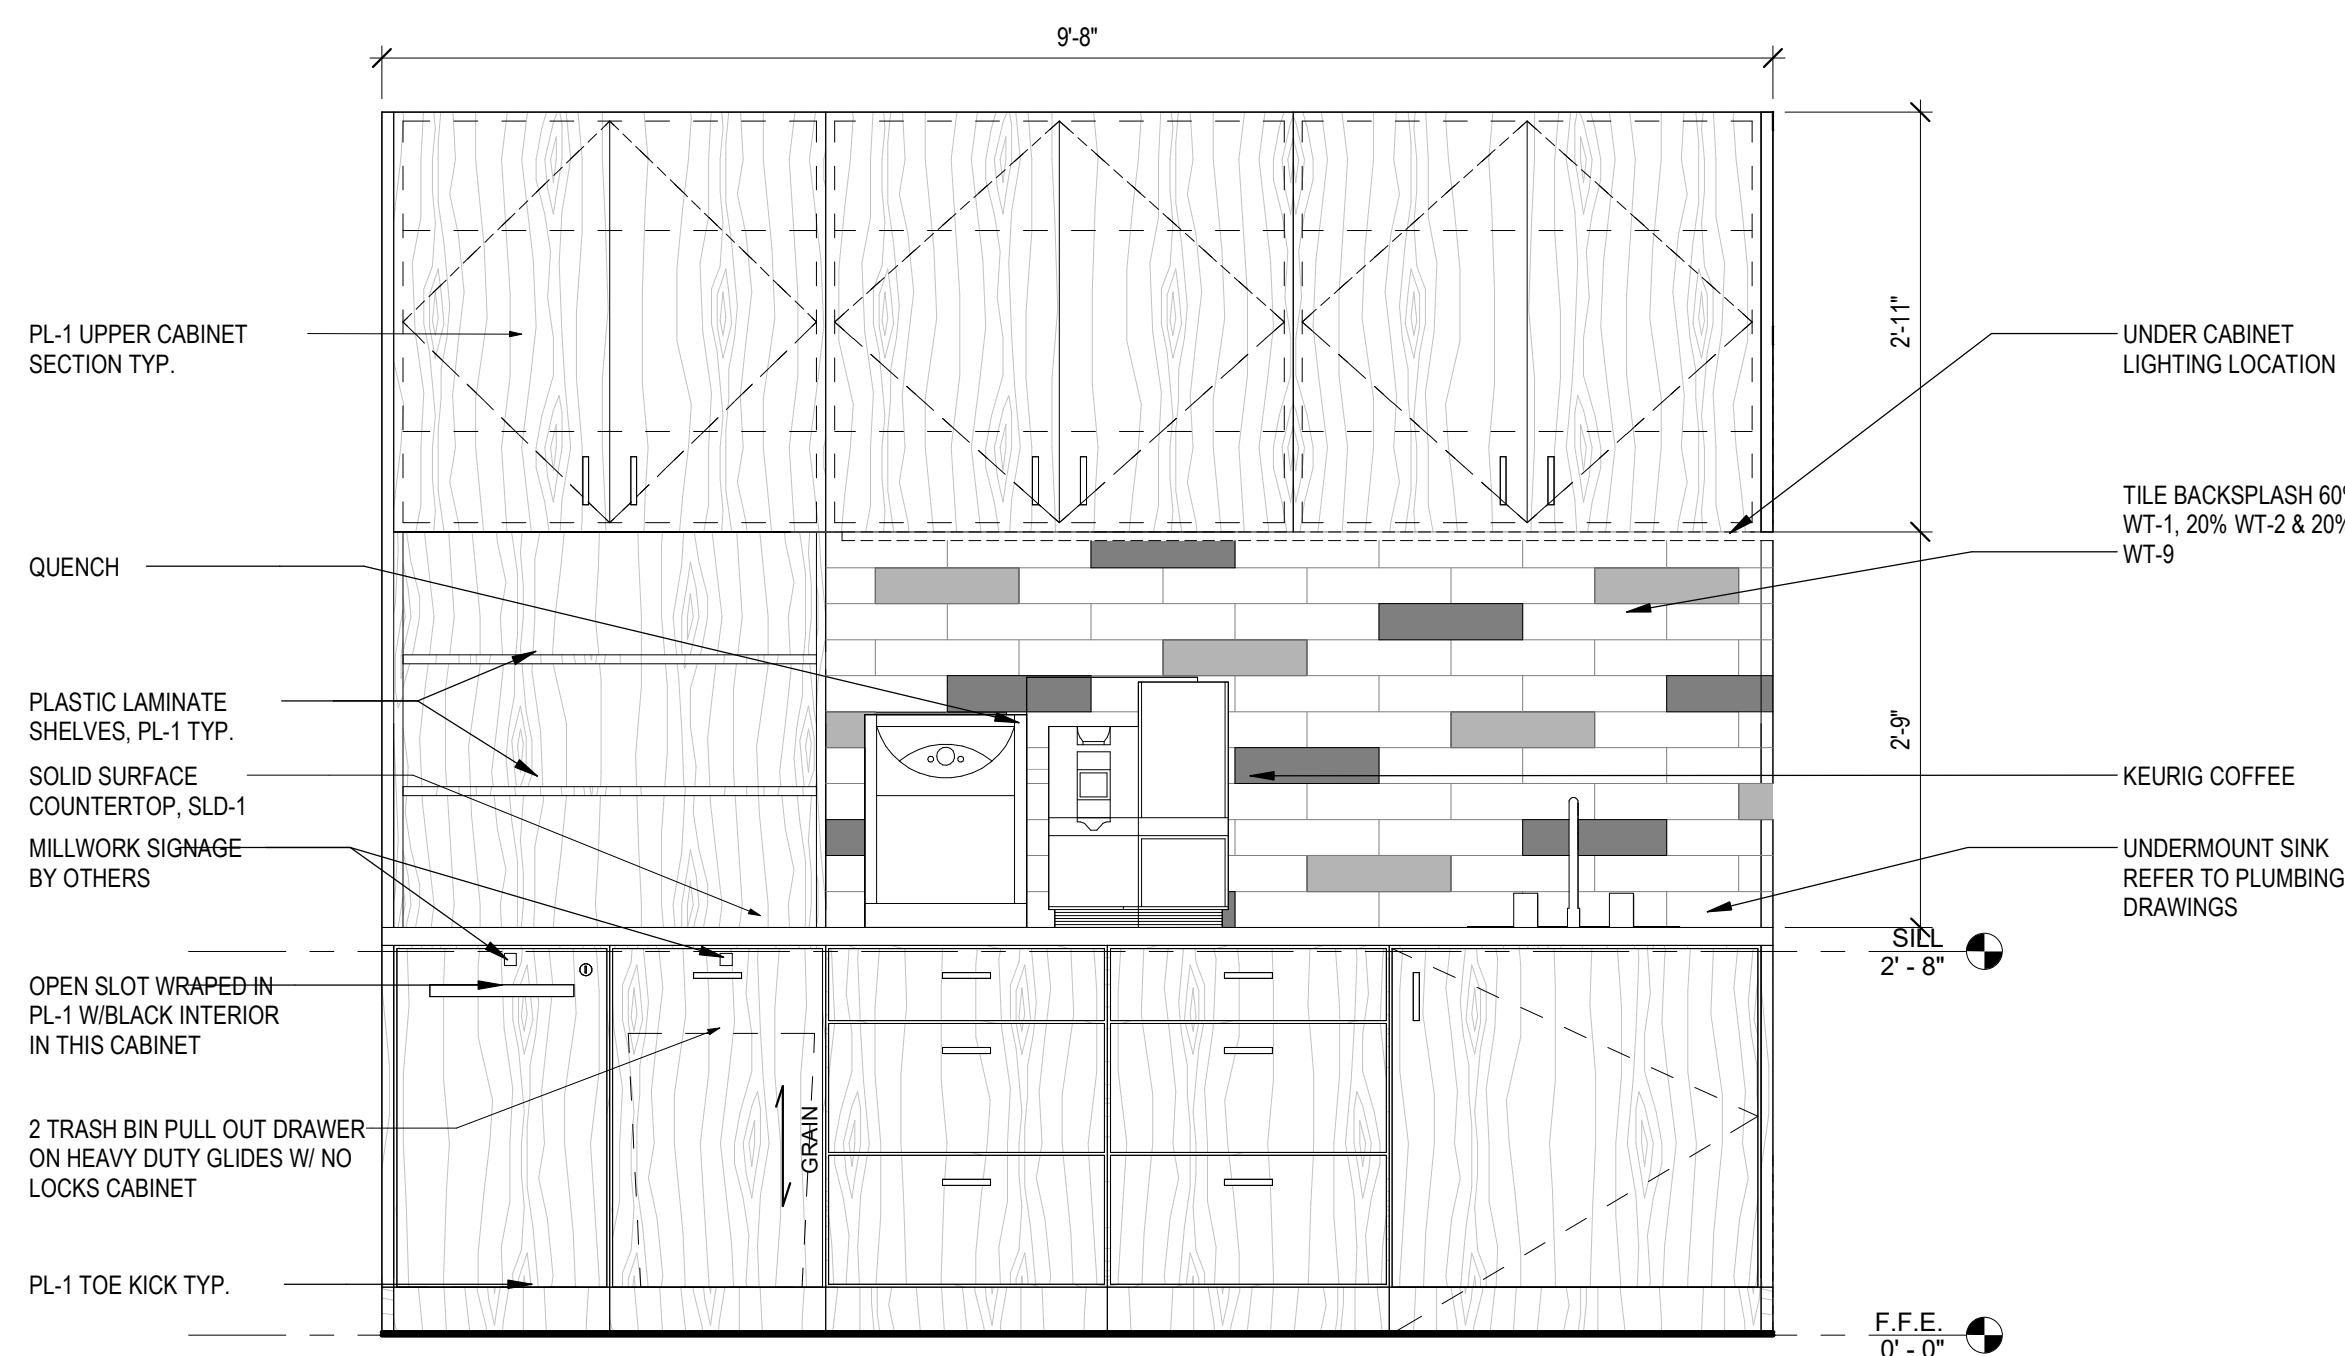 9'-8"
PL-1 UPPER CABINET
SECTION TYP.
QUENCH
PLASTIC LAMINATE
SHELVES, PL-1 TYP.
SOLID SURFACE
COUNTERTOP, SLD-1
MILLWORK SIGNAGE
BY OTHERS
OPEN SLOT WRAPED IN
PL-1 W/BLACK INTERIOR
IN THIS CABINET
2 TRASH BIN PULL OUT DRAWER
ON HEAVY DUTY GLIDES W/ NO
LOCKS CABINET
PL-1 TOE KICK TYP.
GRAIN
2'-11"
2'-9"
UNDER CABINET
LIGHTING LOCATION
TILE BACKSPLASH 60%
WT-1, 20% WT-2 & 20%
WT-9
KEURIG COFFEE
UNDERMOUNT SINK
REFER TO PLUMBING
DRAWINGS
SILL
2' - 8"
F.F.E.
0' - 0"